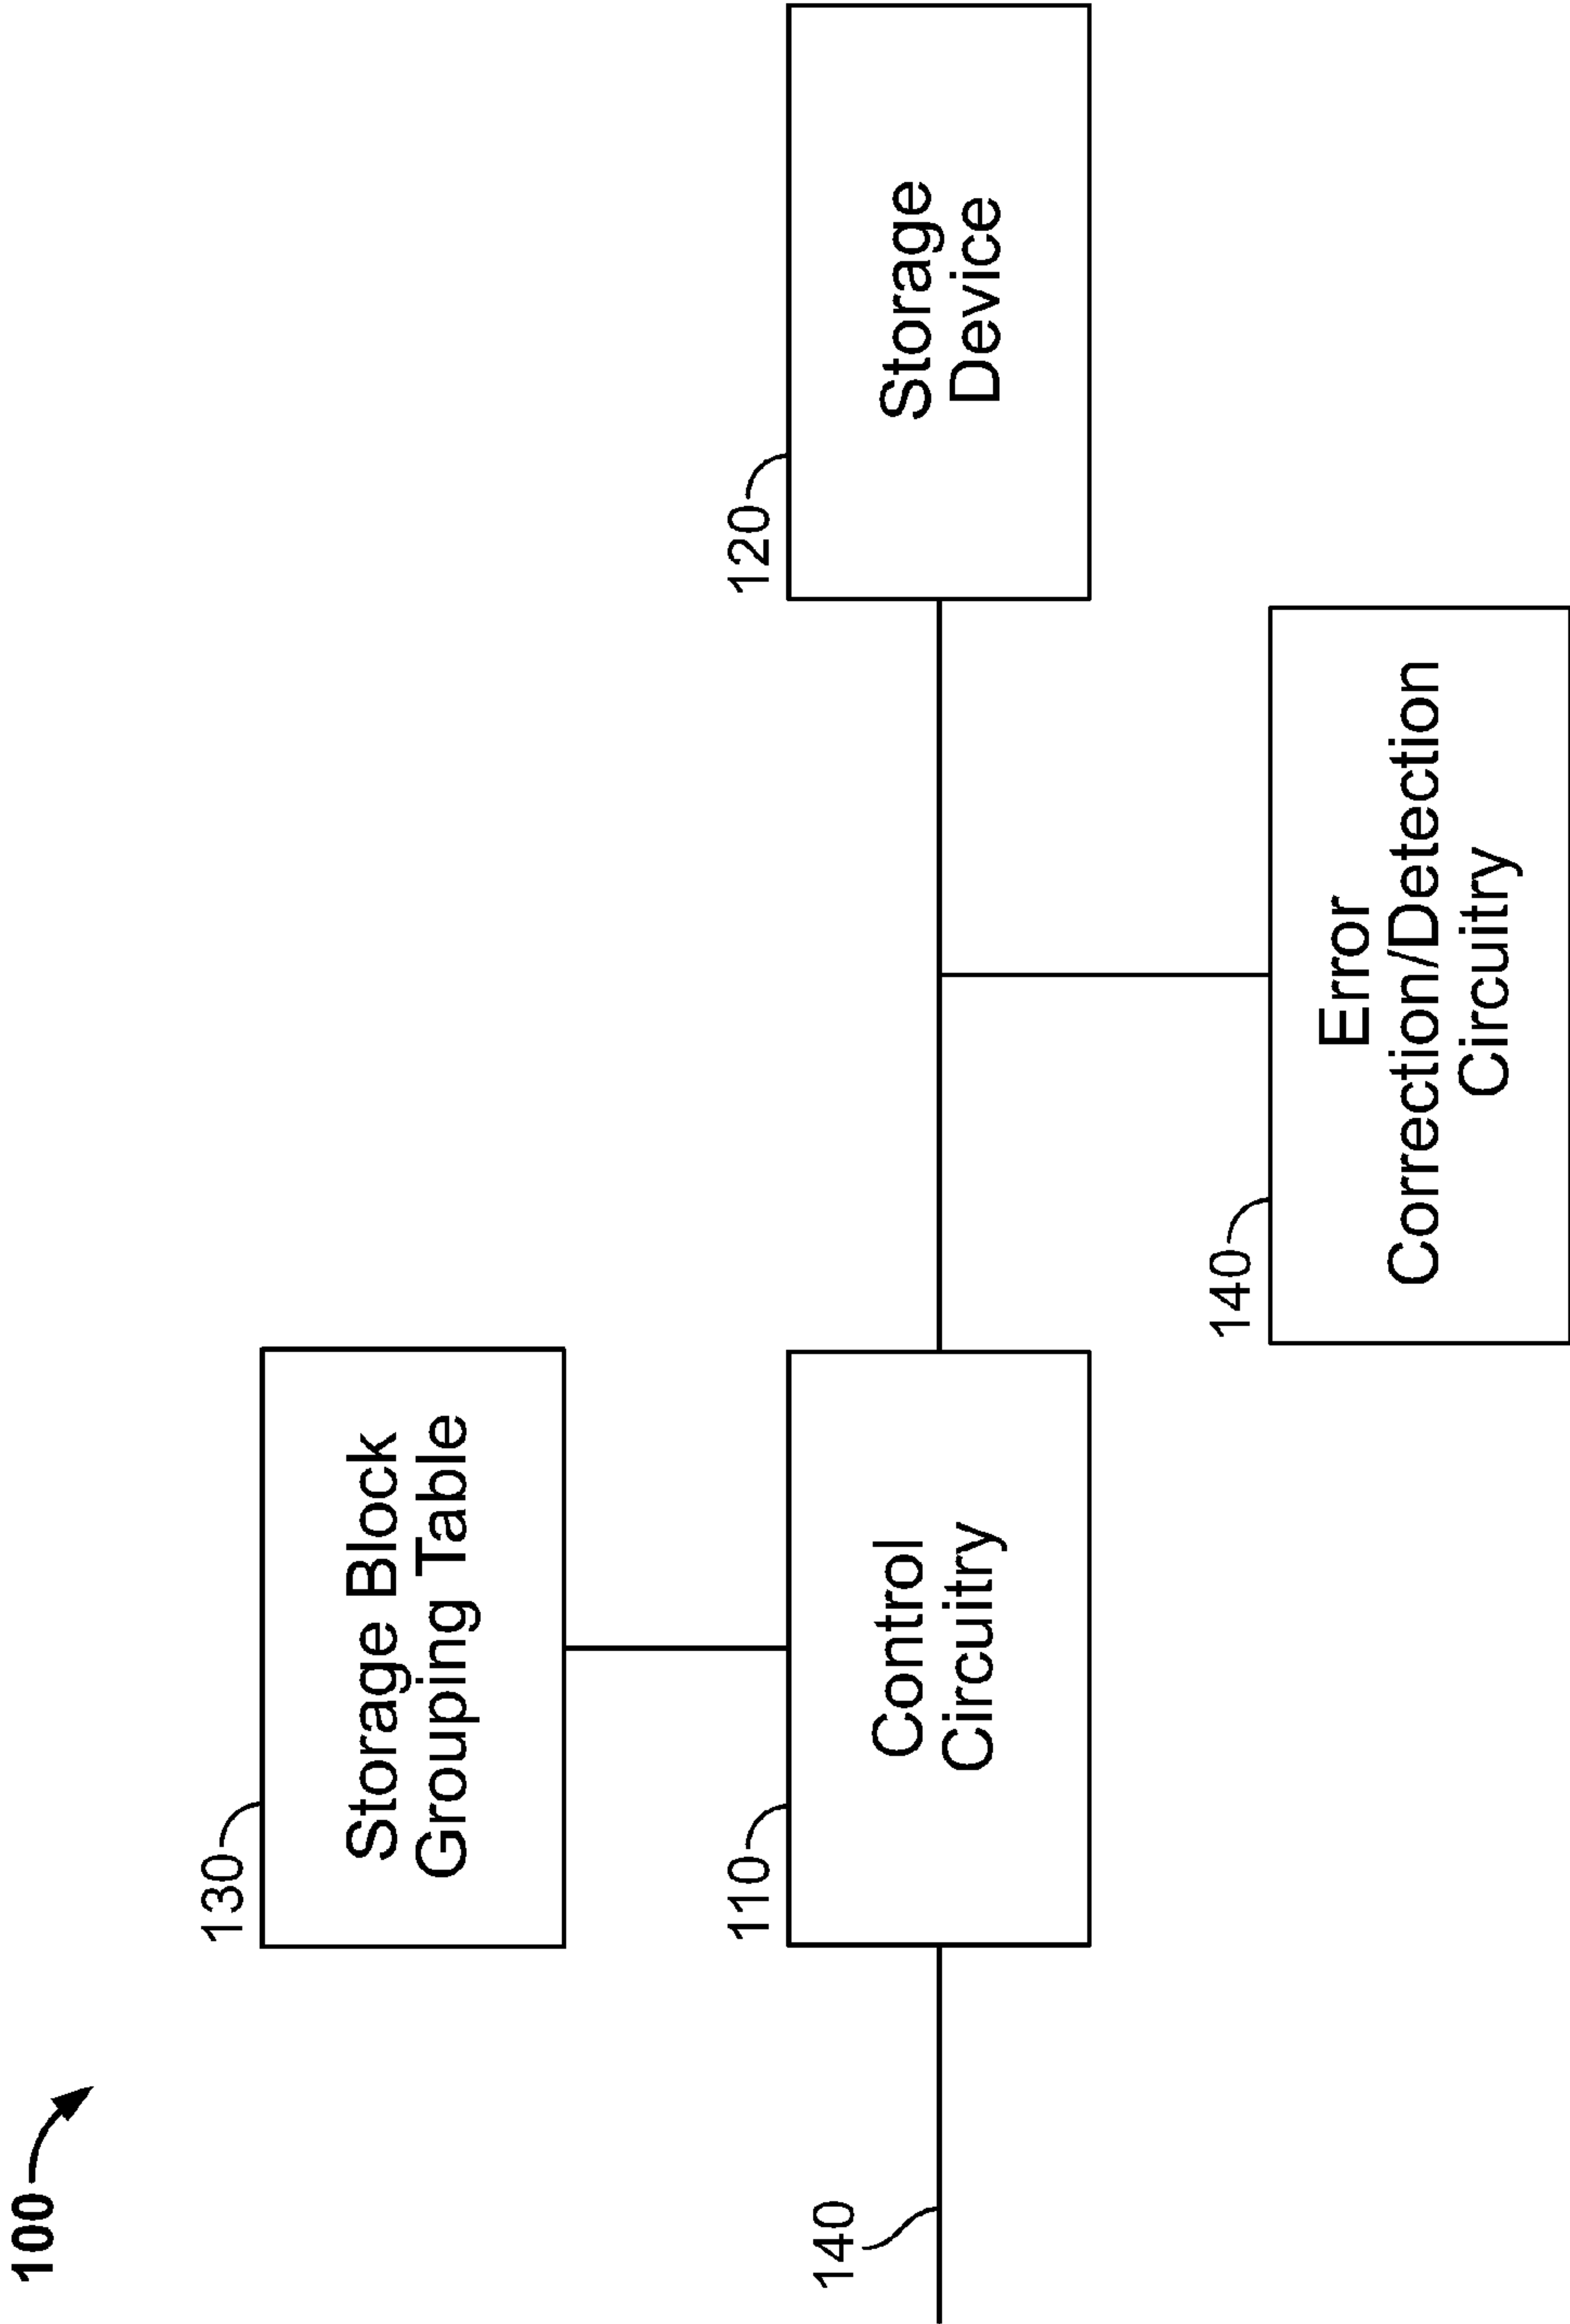 100
130
Storage Block
Grouping Table
120
Storage
Device
110
Control
Circuitry
140
140
Error
Correction/Detection
Circuitry